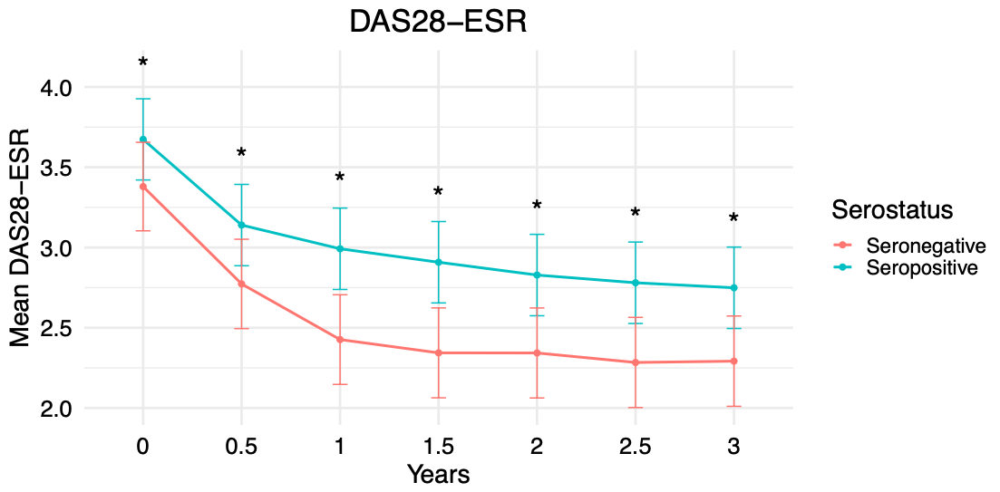 DAS28−ESR
*
*
*
*
*
*
*
4.0
3.5
3.0
2.5
2.0
Mean DAS28−ESR
0 0.5 1 1.5 2 2.5 3
Years
Serostatus
Seronegative
Seropositive